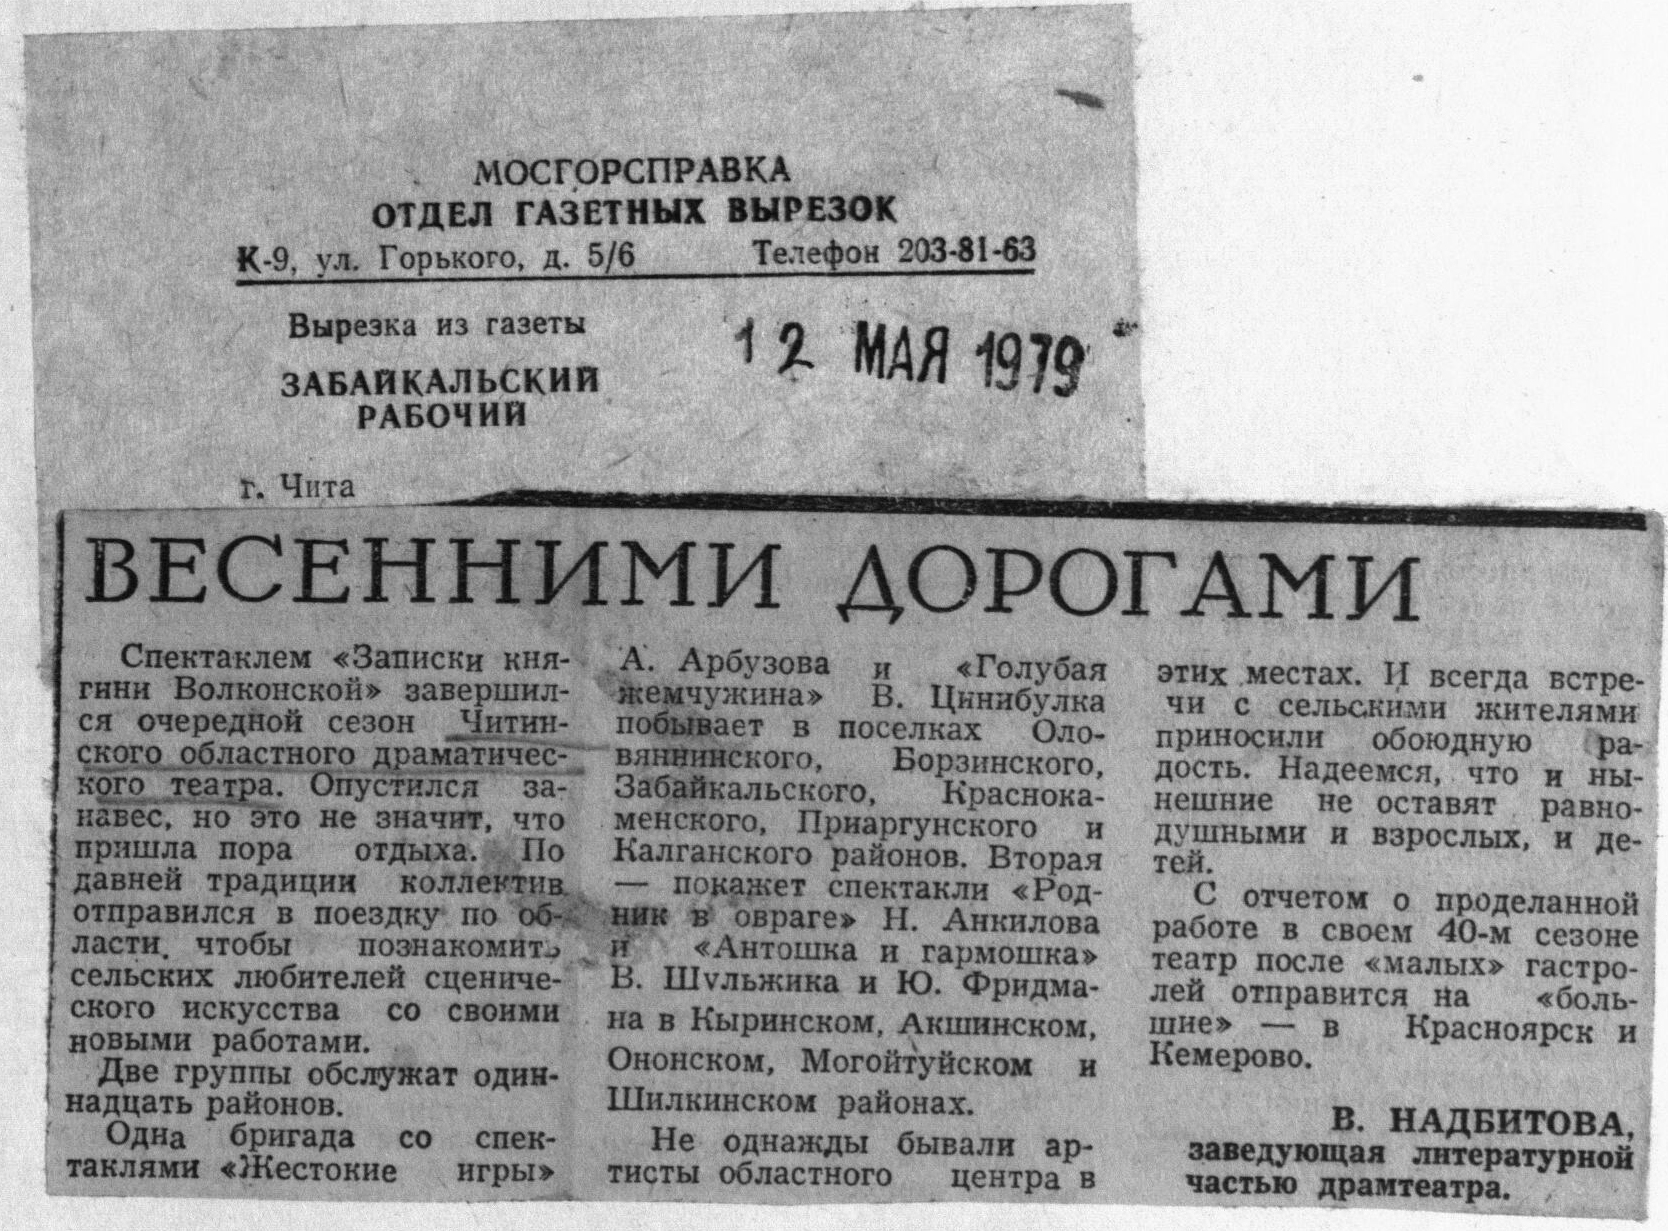 МОСГОРСПРАВКА
ОТДЕЛ ГАЗЕТНЫХ ВЫРЕЗОК
К-9, ул. Горького, д. 5/6 Телефон 203-81-63
Вырезка из газеты
12 МАЯ 1979
ЗАБАЙКАЛЬСКИЙ
РАБОЧИЙ
г. Чита
ВЕСЕННИМИ ДОРОГАМИ
Спектаклем «Записки кня-
гини Волконской» завершил-
ся очередной сезон Читин-
ского областного драматичес-
кого театра. Опустился за-
навес, но это не значит, что
пришла пора отдыха. По
давней традиции коллектив
отправился в поездку по об-
ласти, чтобы познакомить
сельских любителей сцениче-
ского искусства со своими
новыми работами.
Две группы обслужат один-
надцать районов.
Одна бригада со спек-
таклями «Жестокие игры»
А. Арбузова и «Голубая
жемчужина» В. Цинибулка
побывает в поселках Оло-
вяннинского, Борзинского,
Забайкальского, Краснока-
менского, Приаргунского и
Калганского районов. Вторая
— покажет спектакли «Род-
ник в овраге» Н. Анкилова
и «Антошка и гармошка»
В. Шульжика и Ю. Фридма-
на в Кыринском, Акшинском,
Ононском, Могойтуйском и
Шилкинском районах.
Не однажды бывали ар-
тисты областного центра в
этих местах. И всегда встре-
чи с сельскими жителями
приносили обоюдную ра-
дость. Надеемся, что и ны-
нешние не оставят равно-
душными и взрослых, и де-
тей.
С отчетом о проделанной
работе в своем 40-м сезоне
театр после «малых» гастро-
лей отправится на «боль-
шие» — в Красноярск и
Кемерово.
В. НАДБИТОВА,
заведующая литературной
частью драмтеатра.